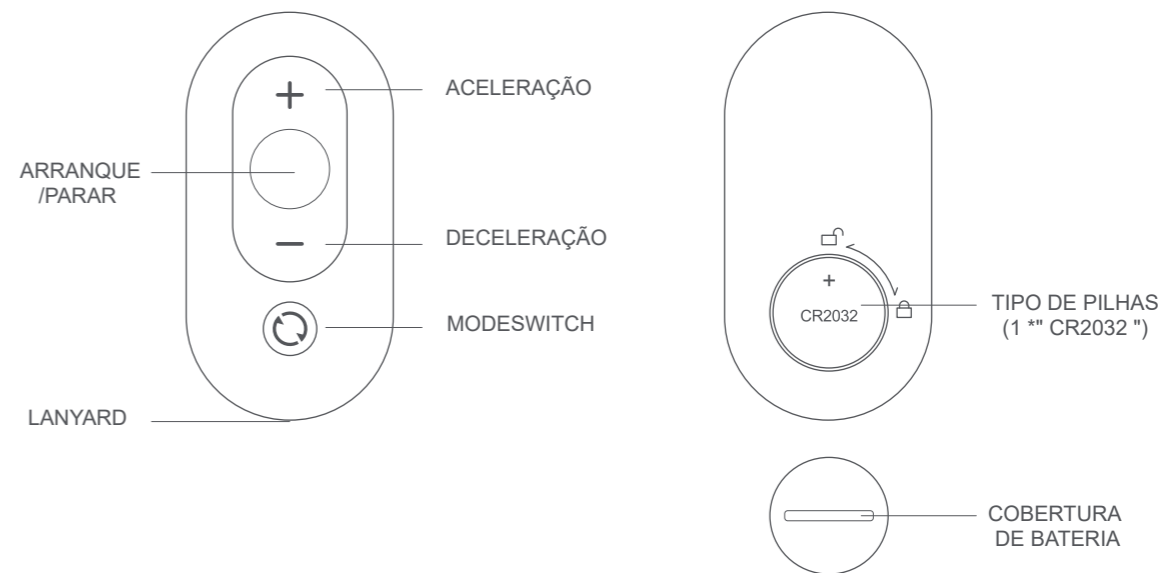 +
ACELERAÇÃO
ARRANQUE
/PARAR
−
DECELERAÇÃO
MODESWITCH
LANYARD
+
CR2032
TIPO DE PILHAS
(1 *" CR2032 ")
COBERTURA
DE BATERIA